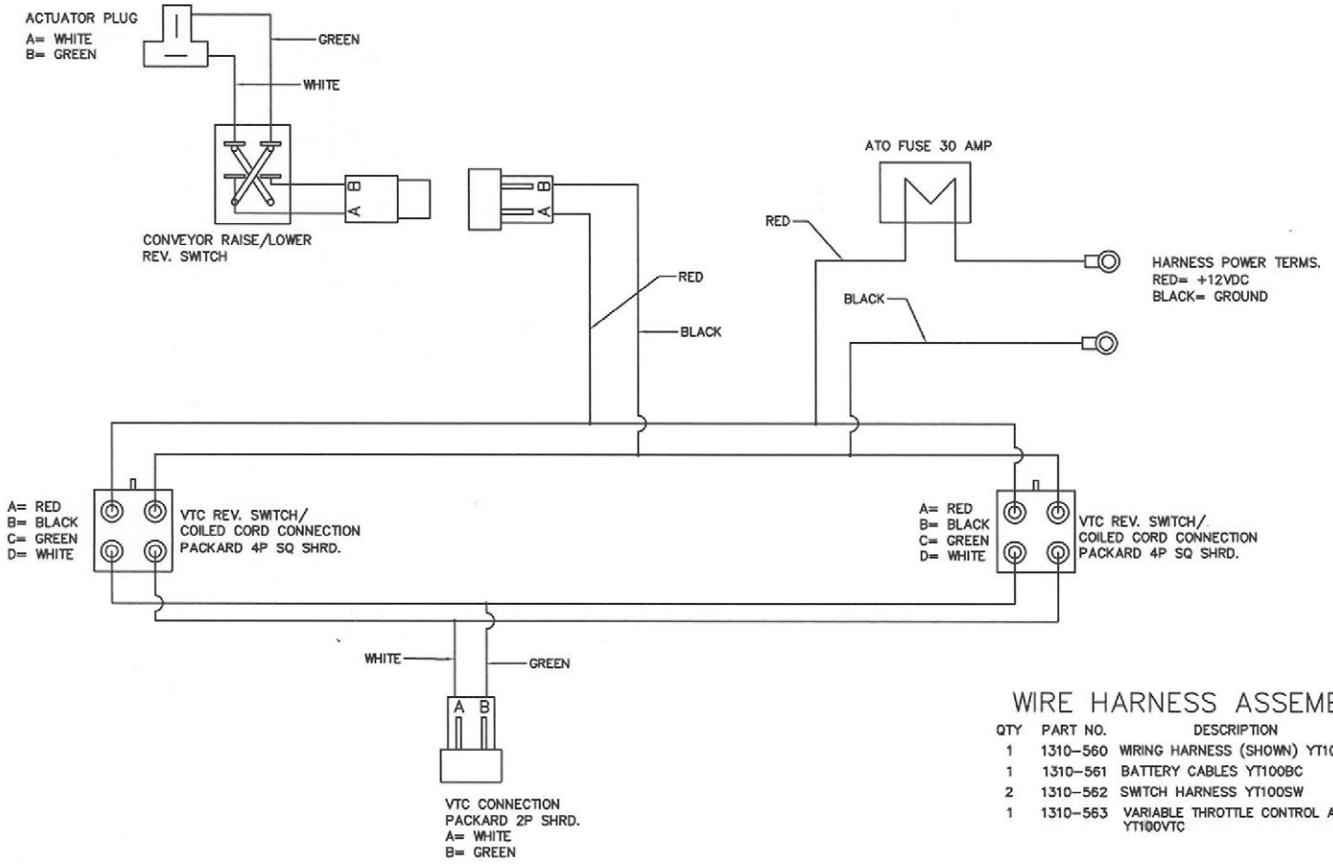 ACTUATOR PLUG
A= WHITE
B= GREEN
GREEN
WHITE
CONVEYOR RAISE/LOWER
REV. SWITCH
B
A
B
A
RED
BLACK
ATO FUSE 30 AMP
RED
BLACK
HARNESS POWER TERMS.
RED= +12VDC
BLACK= GROUND
A= RED
B= BLACK
C= GREEN
D= WHITE
VTC REV. SWITCH/
COILED CORD CONNECTION
PACKARD 4P SQ SHRD.
A= RED
B= BLACK
C= GREEN
D= WHITE
VTC REV. SWITCH/
COILED CORD CONNECTION
PACKARD 4P SQ SHRD.
WHITE
GREEN
A B
VTC CONNECTION
PACKARD 2P SHRD.
A= WHITE
B= GREEN
WIRE HARNESS
QTY PART NO. DESCRIPTION
1 1310-560 WIRING HARNESS (SHOWN)
1 1310-561 BATTERY CABLES YT100BC
2 1310-562 SWITCH HARNESS YT100SW
1 1310-563 VARIABLE THROTTLE CONTROL
YT100VTC